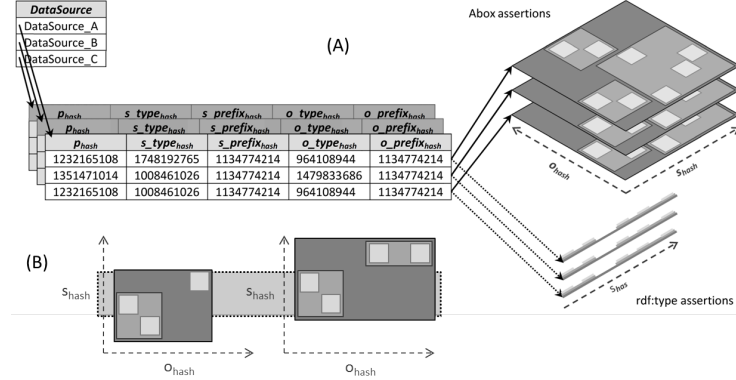 DataSource
DataSource_A
DataSource_B
DataSource_C
(A)
Abox assertions
p_hash s_type_hash s_prefix_hash o_type_hash o_prefix_hash
p_hash s_type_hash s_prefix_hash o_type_hash o_prefix_hash
p_hash s_type_hash s_prefix_hash o_type_hash o_prefix_hash
1232165108 1748192765 1134774214 964108944 1134774214
1351471014 1008461026 1134774214 1479833686 1134774214
1232165108 1008461026 1134774214 964108944 1134774214
o_hash
s_hash
s_has
rdf:type assertions
(B)
s_hash
s_hash
o_hash
o_hash